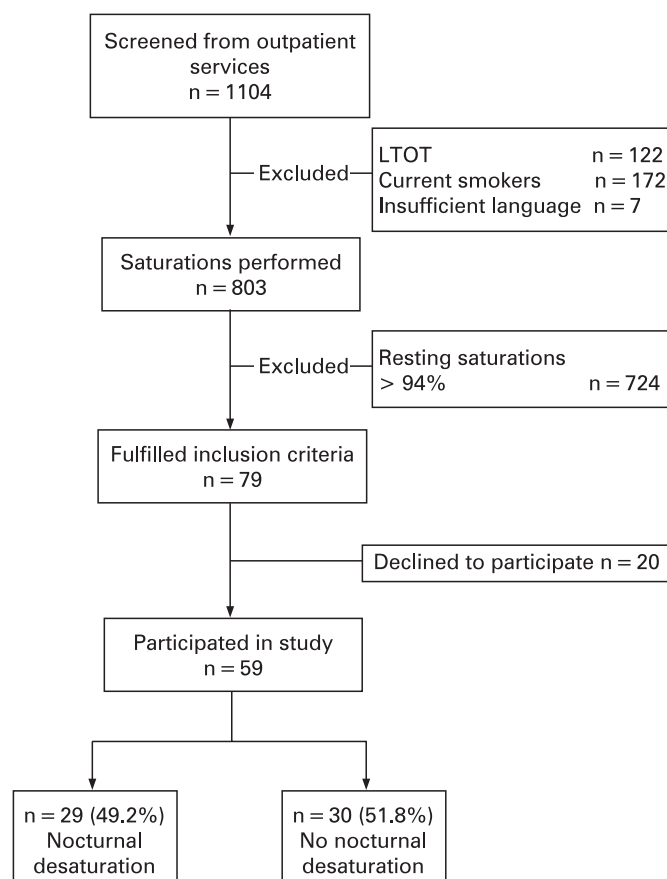 Screened from outpatient
services
n = 1104
Excluded
LTOT n = 122
Current smokers n = 172
Insufficient language n = 7
Saturations performed
n = 803
Excluded
Resting saturations
> 94% n = 724
Fulfilled inclusion criteria
n = 79
Declined to participate n = 20
Participated in study
n = 59
n = 29 (49.2%)
Nocturnal
desaturation
n = 30 (51.8%)
No nocturnal
desaturation